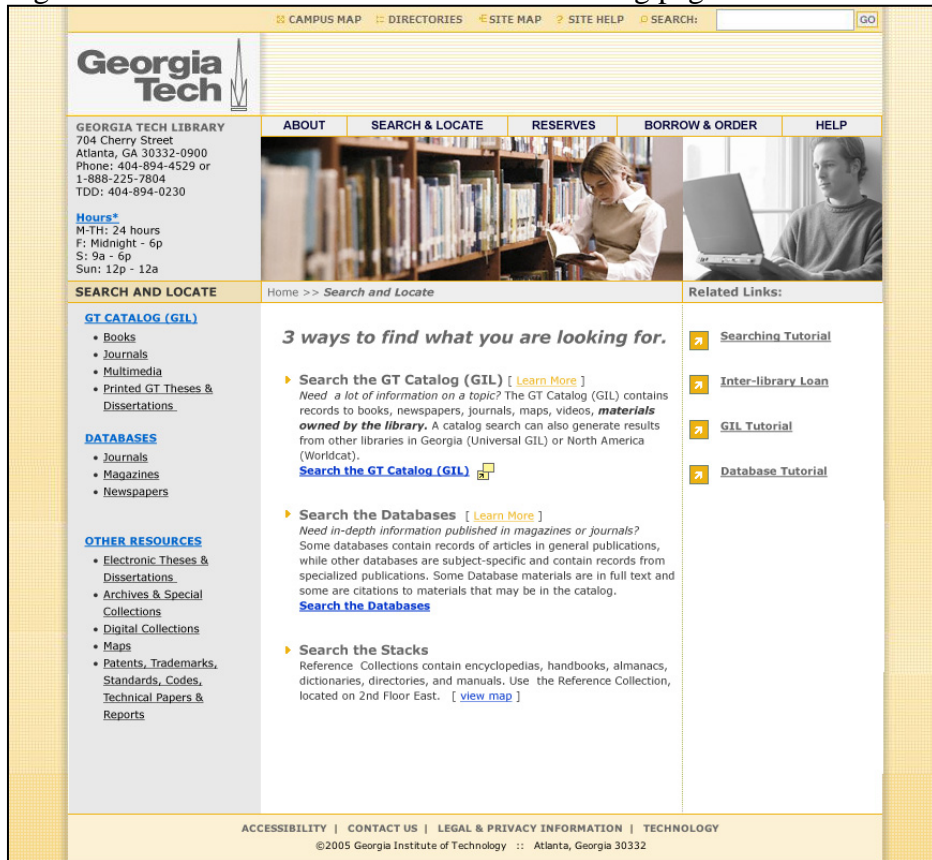 CAMPUS MAP DIRECTORIES SITE MAP ? SITE HELP SEARCH: GO
Georgia
Tech
GEORGIA TECH LIBRARY
704 Cherry Street
Atlanta, GA 30332-0900
Phone: 404-894-4529 or
1-888-225-7804
TDD: 404-894-0230
Hours*
M-TH: 24 hours
F: Midnight - 6p
S: 9a - 6p
Sun: 12p - 12a
ABOUT SEARCH & LOCATE RESERVES BORROW & ORDER HELP
SEARCH AND LOCATE
GT CATALOG (GIL)
• Books
• Journals
• Multimedia
• Printed GT Theses &
Dissertations
DATABASES
• Journals
• Magazines
• Newspapers
OTHER RESOURCES
• Electronic Theses &
Dissertations
• Archives & Special
Collections
• Digital Collections
• Maps
• Patents, Trademarks,
Standards, Codes,
Technical Papers &
Reports
Home >> Search and Locate
3 ways to find what you are looking for.
Search the GT Catalog (GIL) [ Learn More ]
Need a lot of information on a topic? The GT Catalog (GIL) contains
records to books, newspapers, journals, maps, videos, materials
owned by the library. A catalog search can also generate results
from other libraries in Georgia (Universal GIL) or North America
(Worldcat).
Search the GT Catalog (GIL)
Search the Databases [ Learn More ]
Need in-depth information published in magazines or journals?
Some databases contain records of articles in general publications,
while other databases are subject-specific and contain records from
specialized publications. Some Database materials are in full text and
some are citations to materials that may be in the catalog.
Search the Databases
Search the Stacks
Reference Collections contain encyclopedias, handbooks, almanacs,
dictionaries, directories, and manuals. Use the Reference Collection,
located on 2nd Floor East. [ view map ]
Related Links:
Searching Tutorial
Inter-library Loan
GIL Tutorial
Database Tutorial
ACCESSIBILITY | CONTACT US | LEGAL & PRIVACY INFORMATION | TECHNOLOGY
©2005 Georgia Institute of Technology :: Atlanta, Georgia 30332